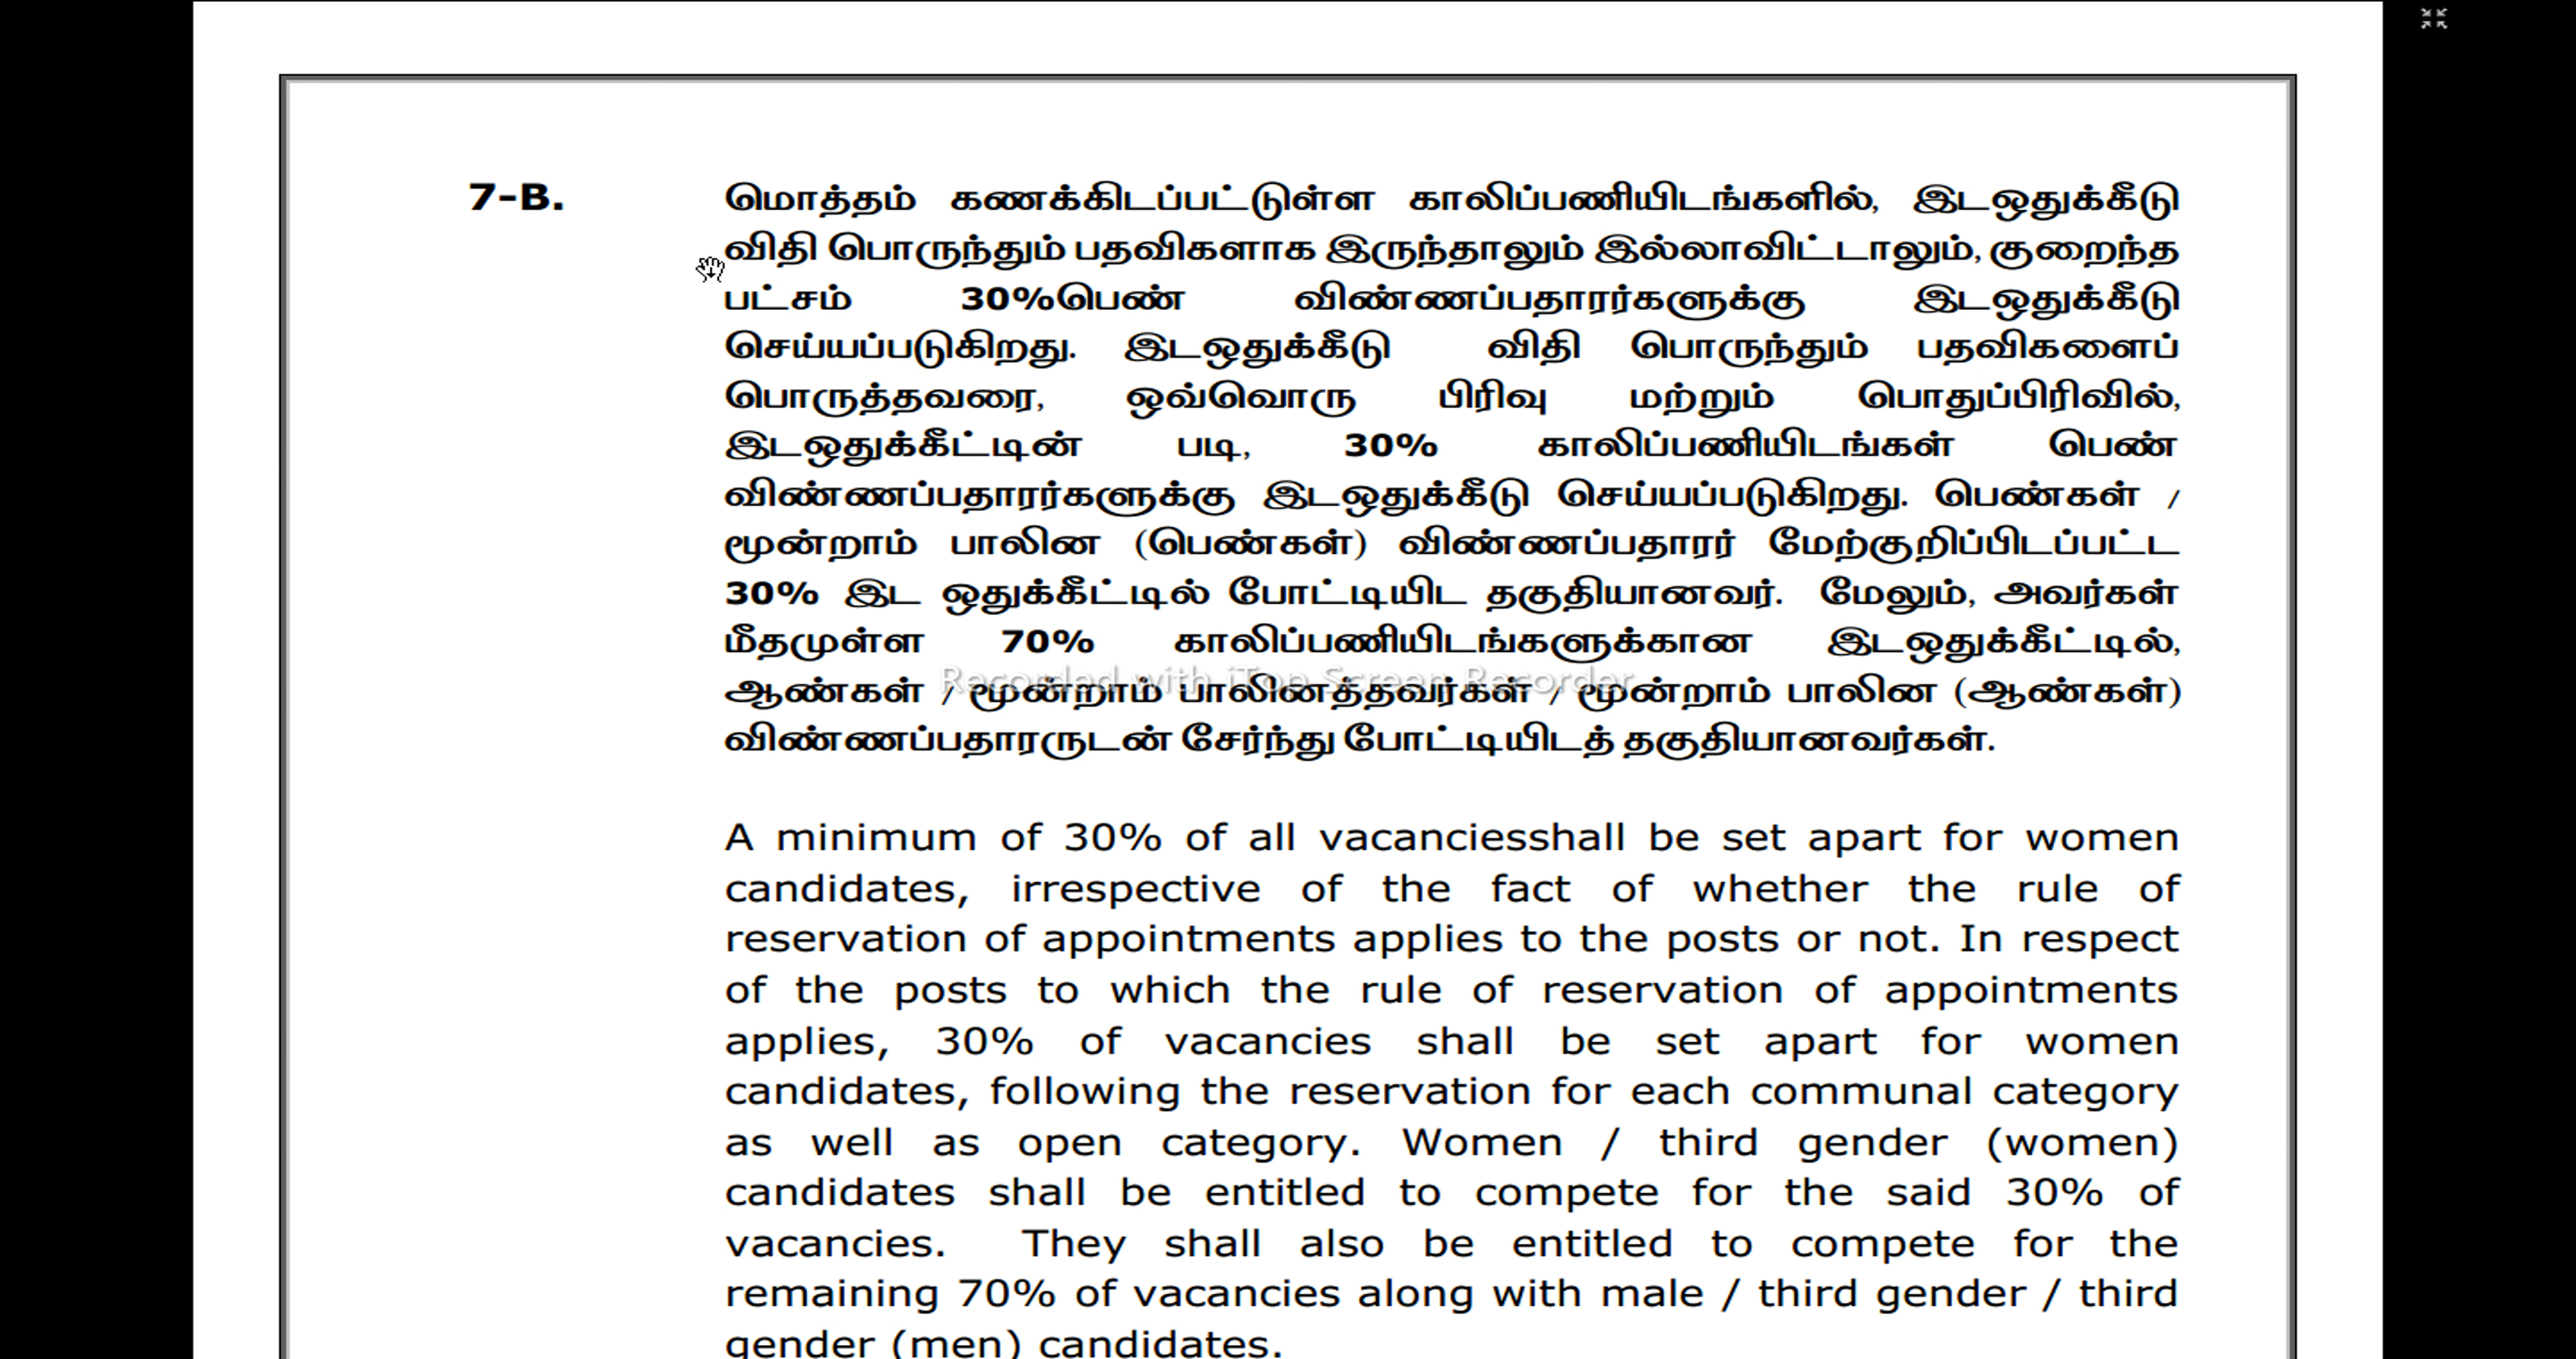 7-B. மொத்தம் கணக்கிடப்பட்டுள்ள காலிப்பணியிடங்களில், இடஒதுக்கீடு
விதி பொருந்தும் பதவிகளாக இருந்தாலும் இல்லாவிட்டாலும், குறைந்த
பட்சம் 30%பெண் விண்ணப்பதாரர்களுக்கு இடஒதுக்கீடு
செய்யப்படுகிறது. இடஒதுக்கீடு விதி பொருந்தும் பதவிகளைப்
பொருத்தவரை, ஒவ்வொரு பிரிவு மற்றும் பொதுப்பிரிவில்,
இடஒதுக்கீட்டின் படி, 30% காலிப்பணியிடங்கள் பெண்
விண்ணப்பதாரர்களுக்கு இடஒதுக்கீடு செய்யப்படுகிறது. பெண்கள் /
மூன்றாம் பாலின (பெண்கள்) விண்ணப்பதாரர் மேற்குறிப்பிடப்பட்ட
30% இட ஒதுக்கீட்டில் போட்டியிட தகுதியானவர். மேலும், அவர்கள்
மீதமுள்ள 70% காலிப்பணியிடங்களுக்கான இடஒதுக்கீட்டில்,
Recorded with iTop Screen Recorder
ஆண்கள் / மூன்றாம் பாலினத்தவர்கள் / மூன்றாம் பாலின (ஆண்கள்)
விண்ணப்பதாரருடன் சேர்ந்து போட்டியிடத் தகுதியானவர்கள்.
A minimum of 30% of all vacanciesshall be set apart for women
candidates, irrespective of the fact of whether the rule of
reservation of appointments applies to the posts or not. In respect
of the posts to which the rule of reservation of appointments
applies, 30% of vacancies shall be set apart for women
candidates, following the reservation for each communal category
as well as open category. Women / third gender (women)
candidates shall be entitled to compete for the said 30% of
vacancies. They shall also be entitled to compete for the
remaining 70% of vacancies along with male / third gender / third
gender (men) candidates.